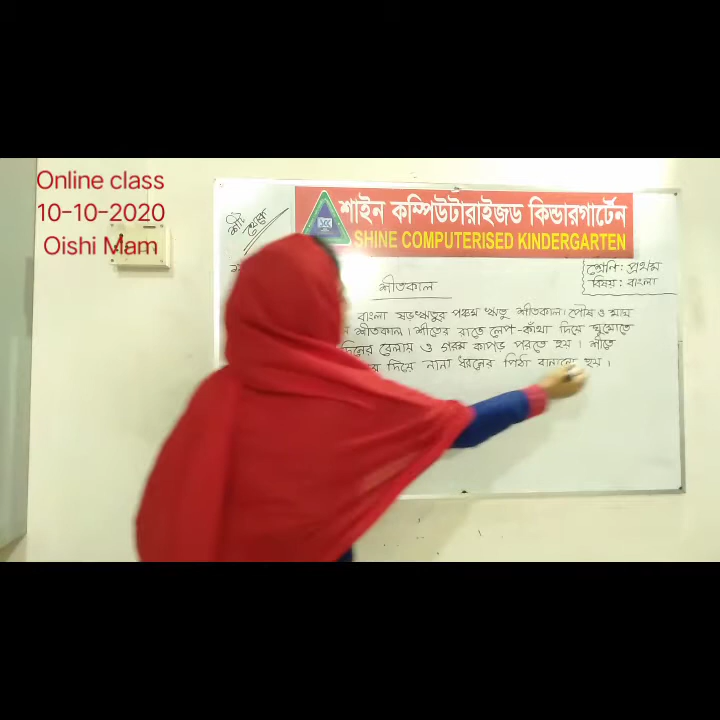 Online class
10-10-2020
Oishi Mam
শাইন কম্পিউটারাইজড কিন্ডারগার্টেন
SHINE COMPUTERISED KINDERGARTEN
শ্রেণি: প্রথম
বিষয়: বাংলা
শীতকাল
বাংলা ষড়ঋতুর পঞ্চম ঋতু শীতকাল। পৌষ ও মাঘ
শীতকাল। শীতের রাতে লেপ-কাঁথা দিয়ে ঘুমোতে
দিনের বেলায় ও গরম কাপড় পরতে হয়। শীতে
দিয়ে নানা ধরনের পিঠা বানানো হয়।